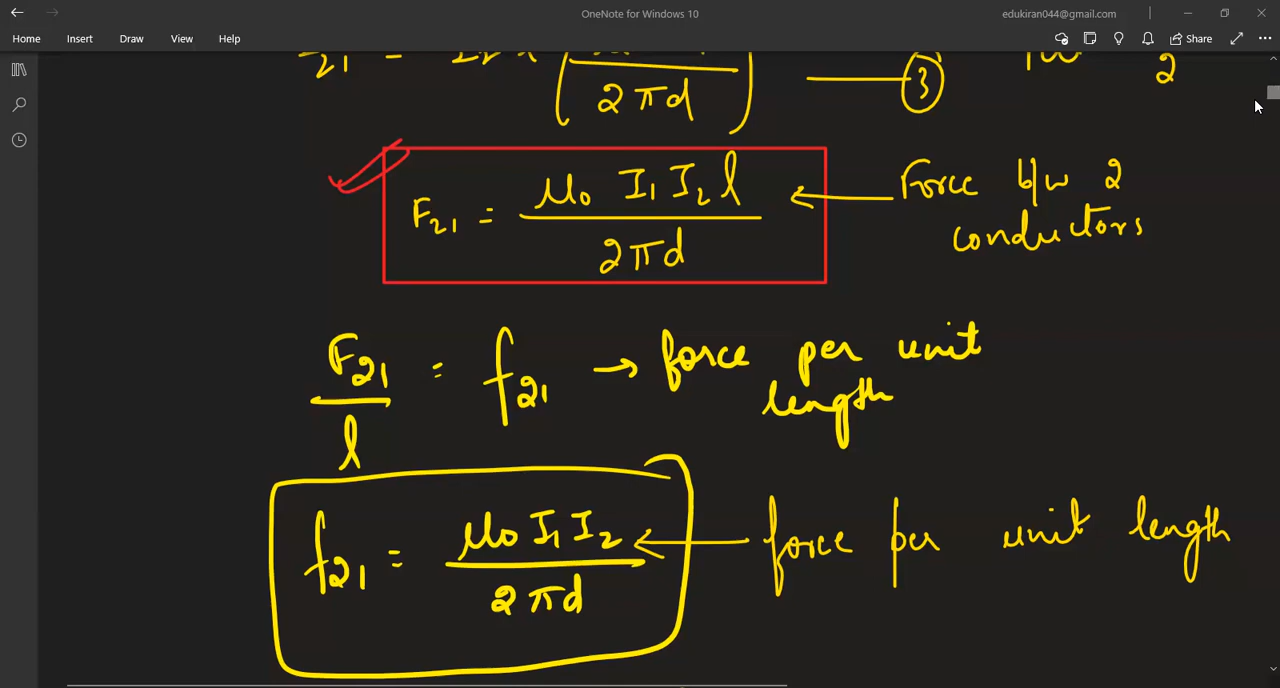 OneNote for Windows 10
edukiran044@gmail.com
Home Insert Draw View Help
Share
2πd
3
2
F21 = μ0 I1 I2 l / 2πd ← Force b/w 2
conductors
F21 / l = f21 → force per unit
length
f21 = μ0 I1 I2 / 2πd ← force per unit length